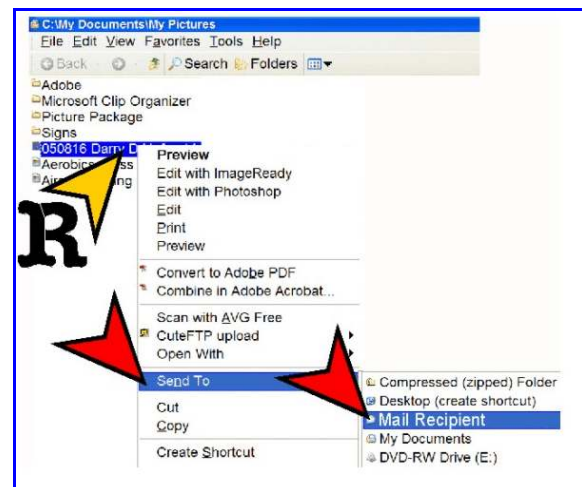 C:\My Documents\My Pictures
File Edit View Favorites Tools Help
Back Search Folders
Adobe
Microsoft Clip Organizer
Picture Package
Signs
050816 Darry D
Aerobics
R
Preview
Edit with ImageReady
Edit with Photoshop
Edit
Print
Preview
Convert to Adobe PDF
Combine in Adobe Acrobat...
Scan with AVG Free
CuteFTP upload
Open With
Send To
Cut
Copy
Create Shortcut
Compressed (zipped) Folder
Desktop (create shortcut)
Mail Recipient
My Documents
DVD-RW Drive (E:)